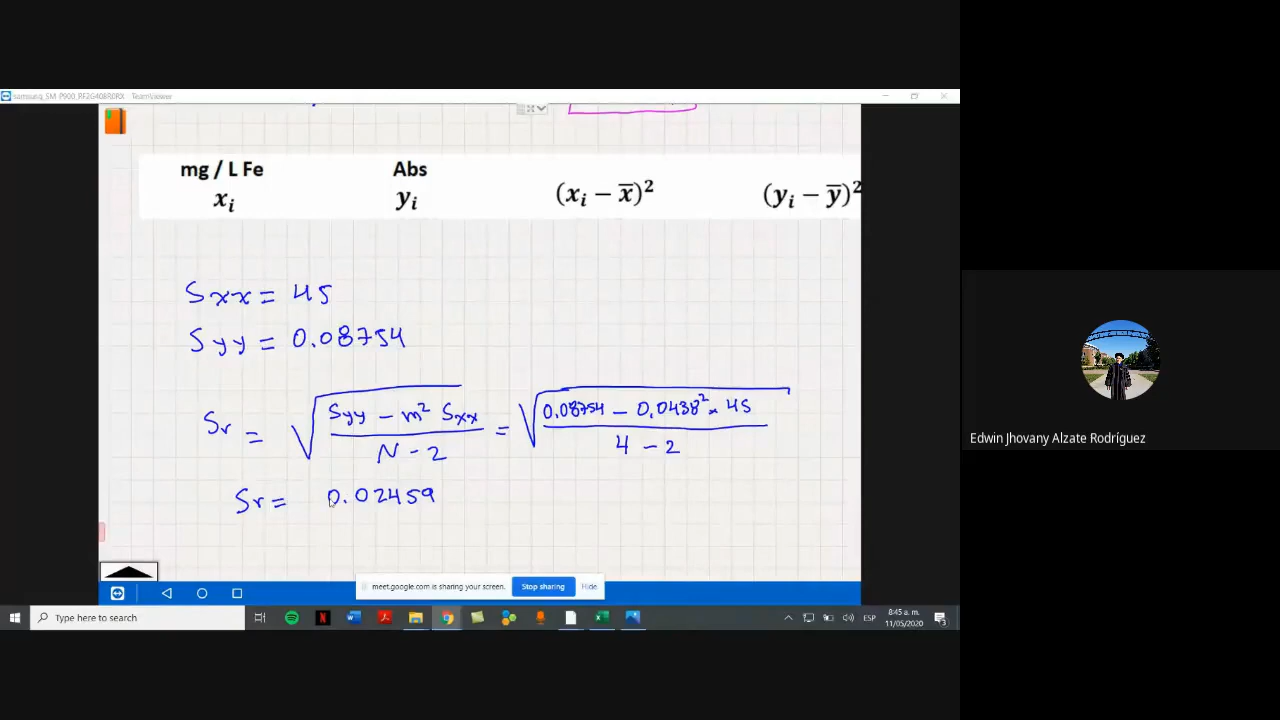 samsung_SM_P900_RF2G408R0RX - TeamViewer
mg / L Fe Abs
xᵢ yᵢ (xᵢ − x̅)² (yᵢ − y̅)²
Sxx = 45
Syy = 0.08754
Sr = √((Syy − m² Sxx) / (N − 2)) = √((0.08754 − 0.0438² × 45) / (4 − 2))
Sr = 0.02459
Edwin Jhovany Alzate Rodríguez
meet.google.com is sharing your screen. Stop sharing Hide
Type here to search
ESP
8:45 a. m.
11/05/2020